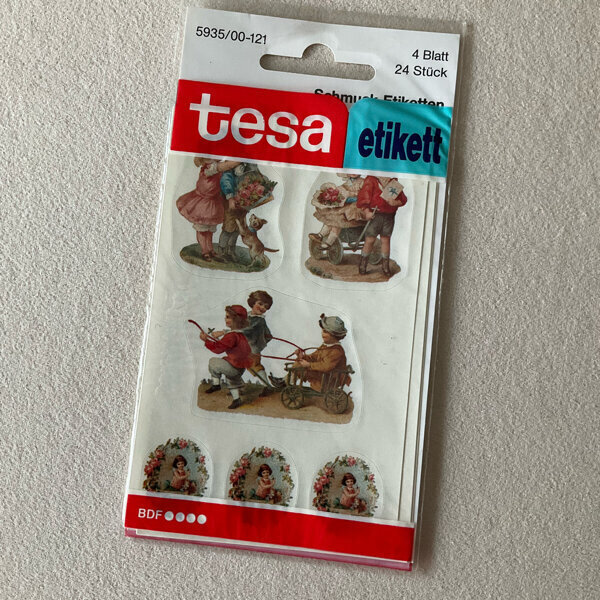 5935/00-121
4 Blatt
24 Stück
Schmuck-Etiketten
tesa
etikett
BDF